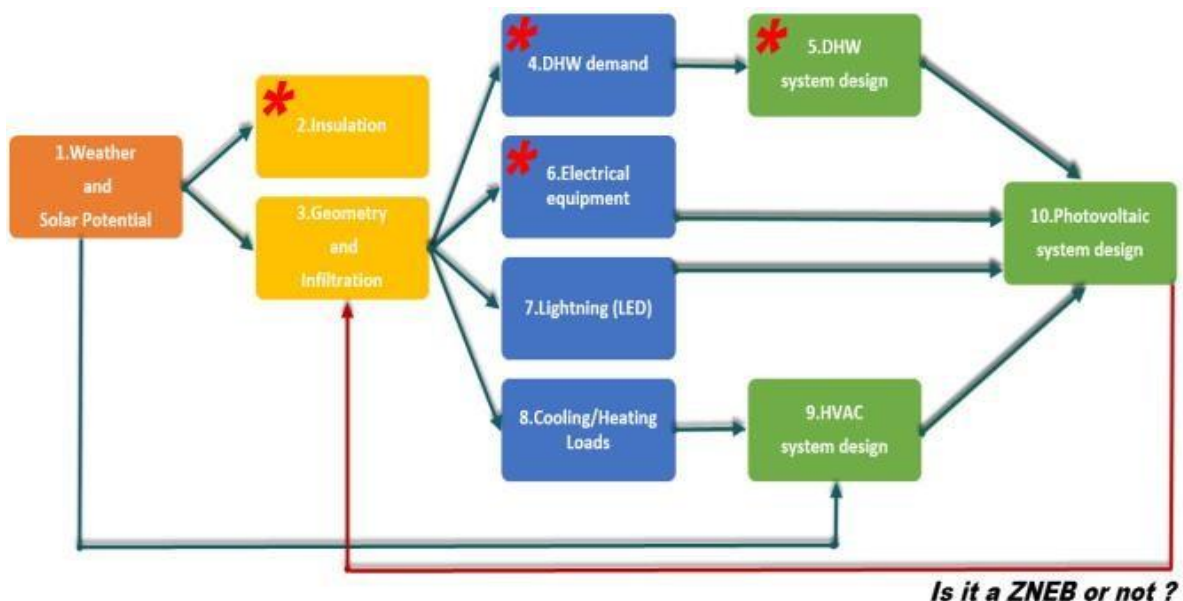 1.Weather
and
Solar Potential
2.Insulation
3.Geometry
and
Infiltration
4.DHW demand
5.DHW
system design
6.Electrical
equipment
7.Lightning (LED)
8.Cooling/Heating
Loads
9.HVAC
system design
10.Photovoltaic
system design
Is it a ZNEB or not ?